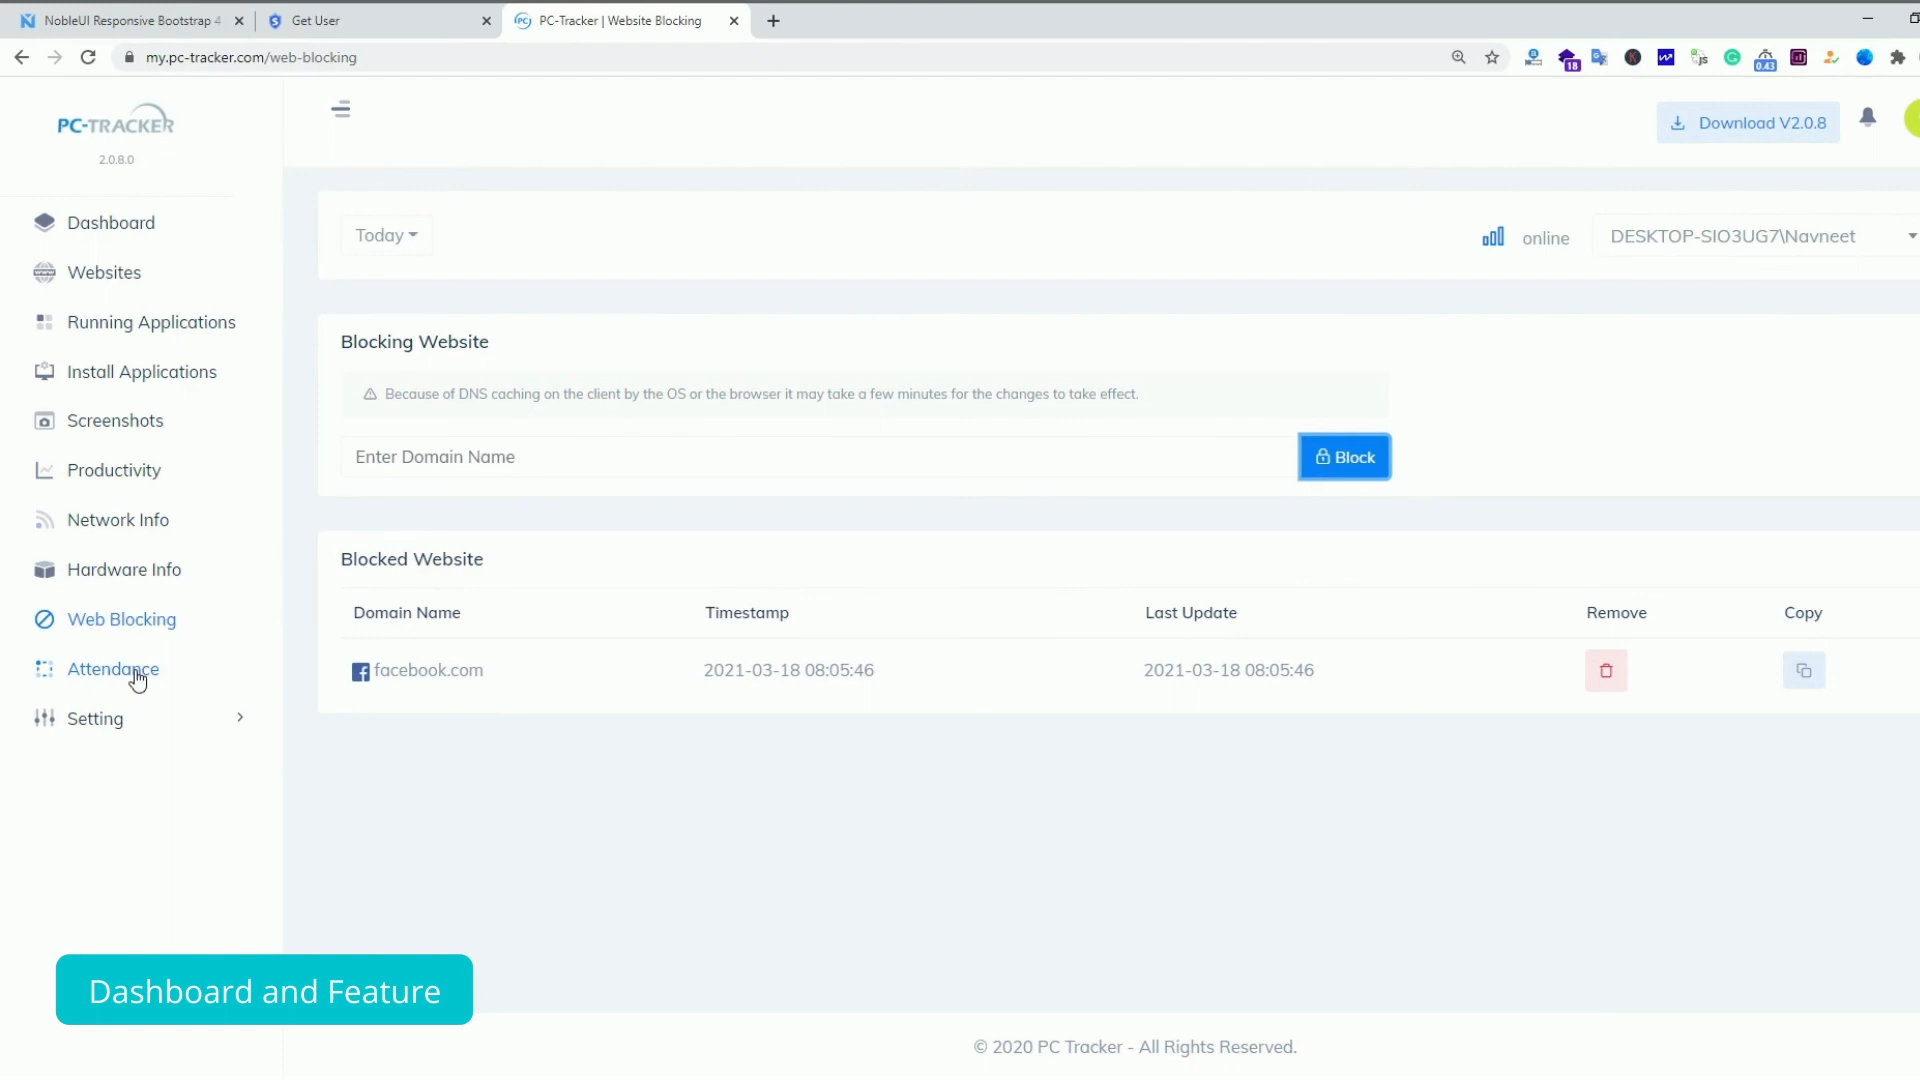 NobleUI Responsive Bootstrap 4
Get User
PC-Tracker | Website Blocking
my.pc-tracker.com/web-blocking
18
0.43
PC-TRACKER
2.0.8.0
Download V2.0.8
Dashboard
Websites
Running Applications
Install Applications
Screenshots
Productivity
Network Info
Hardware Info
Web Blocking
Attendance
Setting
Today
online
DESKTOP-SIO3UG7\Navneet
Blocking Website
Because of DNS caching on the client by the OS or the browser it may take a few minutes for the changes to take effect.
Enter Domain Name
Block
Blocked Website
Domain Name Timestamp Last Update Remove Copy
facebook.com 2021-03-18 08:05:46 2021-03-18 08:05:46
Dashboard and Feature
© 2020 PC Tracker - All Rights Reserved.